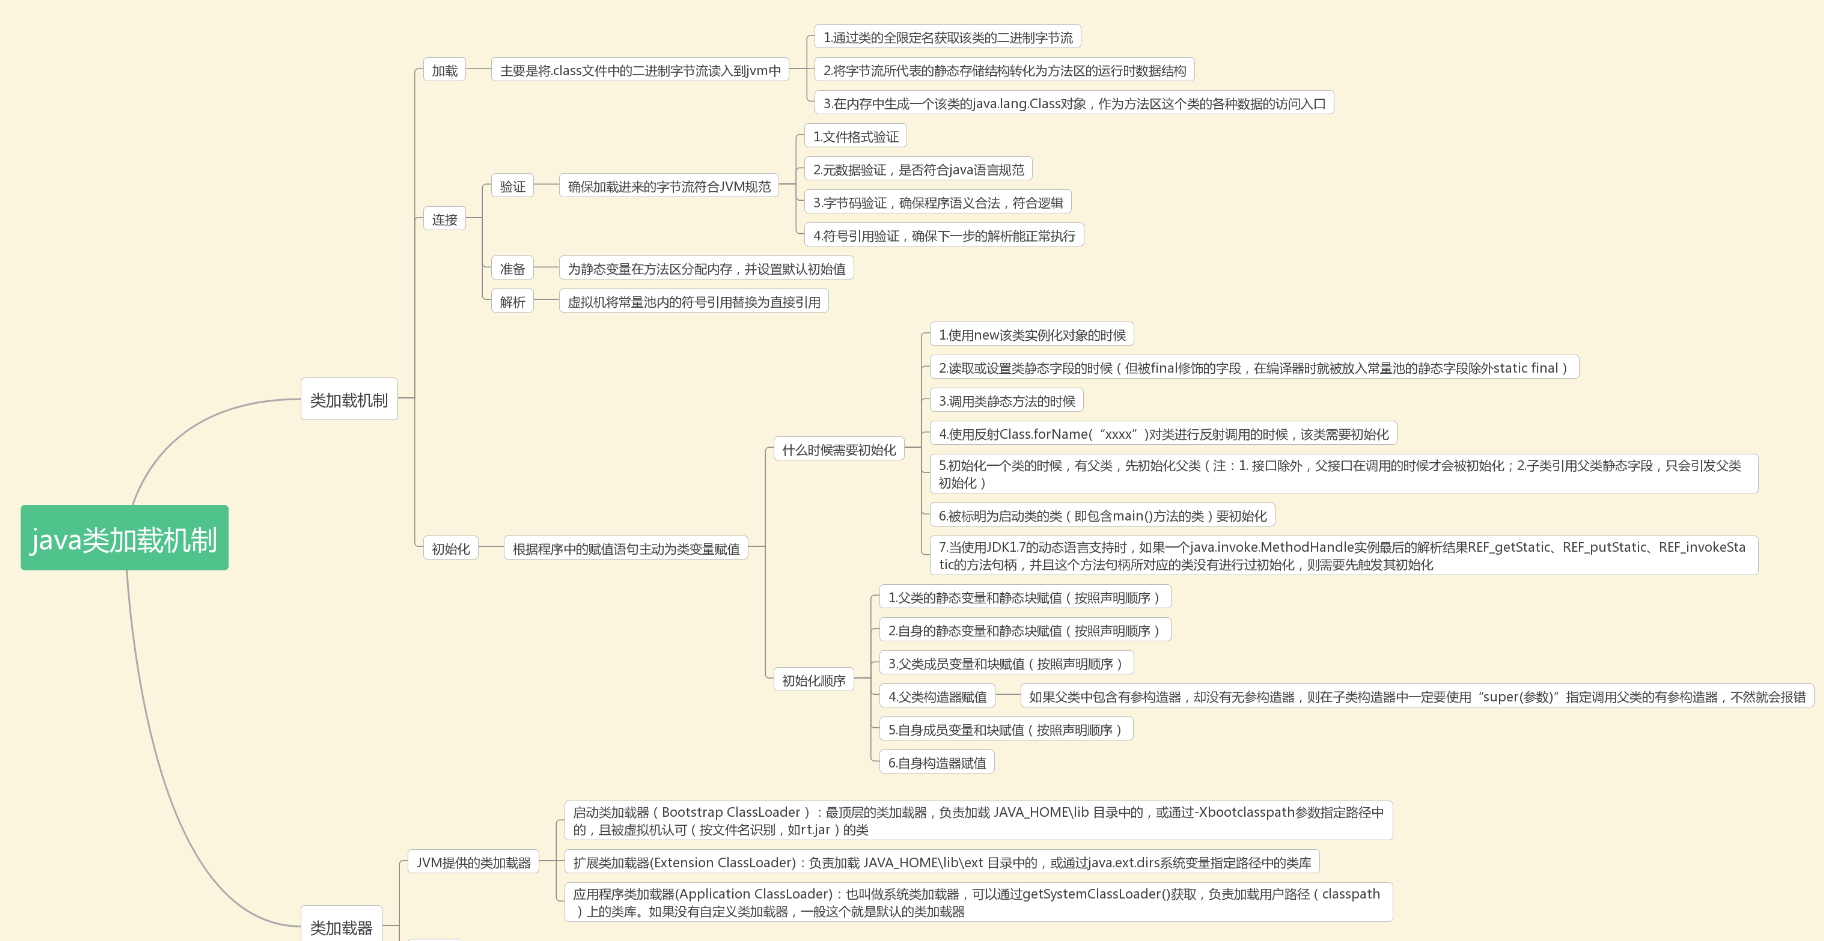 java类加载机制
类加载机制
加载
主要是将.class文件中的二进制字节流读入到jvm中
1.通过类的全限定名获取该类的二进制字节流
2.将字节流所代表的静态存储结构转化为方法区的运行时数据结构
3.在内存中生成一个该类的java.lang.Class对象，作为方法区这个类的各种数据的访问入口
连接
验证
确保加载进来的字节流符合JVM规范
1.文件格式验证
2.元数据验证，是否符合java语言规范
3.字节码验证，确保程序语义合法，符合逻辑
4.符号引用验证，确保下一步的解析能正常执行
准备
为静态变量在方法区分配内存，并设置默认初始值
解析
虚拟机将常量池内的符号引用替换为直接引用
初始化
根据程序中的赋值语句主动为类变量赋值
什么时候需要初始化
1.使用new该类实例化对象的时候
2.读取或设置类静态字段的时候（但被final修饰的字段，在编译器时就被放入常量池的静态字段除外static final）
3.调用类静态方法的时候
4.使用反射Class.forName(“xxxx”)对类进行反射调用的时候，该类需要初始化
5.初始化一个类的时候，有父类，先初始化父类（注：1. 接口除外，父接口在调用的时候才会被初始化；2.子类引用父类静态字段，只会引发父类
初始化）
6.被标明为启动类的类（即包含main()方法的类）要初始化
7.当使用JDK1.7的动态语言支持时，如果一个java.invoke.MethodHandle实例最后的解析结果REF_getStatic、REF_putStatic、REF_invokeSta
tic的方法句柄，并且这个方法句柄所对应的类没有进行过初始化，则需要先触发其初始化
初始化顺序
1.父类的静态变量和静态块赋值（按照声明顺序）
2.自身的静态变量和静态块赋值（按照声明顺序）
3.父类成员变量和块赋值（按照声明顺序）
4.父类构造器赋值
如果父类中包含有参构造器，却没有无参构造器，则在子类构造器中一定要使用“super(参数)”指定调用父类的有参构造器，不然就会报错
5.自身成员变量和块赋值（按照声明顺序）
6.自身构造器赋值
类加载器
JVM提供的类加载器
启动类加载器（Bootstrap ClassLoader）：最顶层的类加载器，负责加载 JAVA_HOME\lib 目录中的，或通过-Xbootclasspath参数指定路径中
的，且被虚拟机认可（按文件名识别，如rt.jar）的类
扩展类加载器(Extension ClassLoader)：负责加载 JAVA_HOME\lib\ext 目录中的，或通过java.ext.dirs系统变量指定路径中的类库
应用程序类加载器(Application ClassLoader)：也叫做系统类加载器，可以通过getSystemClassLoader()获取，负责加载用户路径（classpath
）上的类库。如果没有自定义类加载器，一般这个就是默认的类加载器